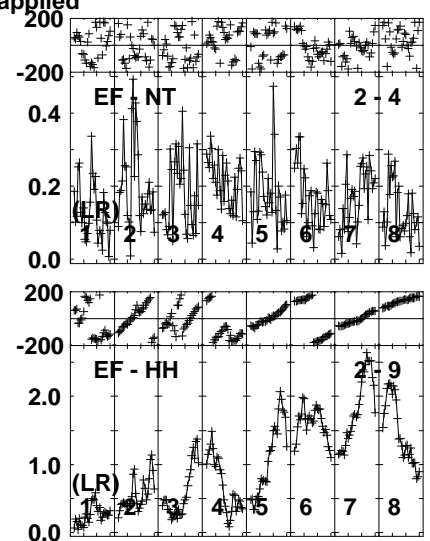 applied
200
-200
EF - NT 2 - 4
0.4
0.2
(LR)
1 2 3 4 5 6 7 8
0.0
200
-200
EF - HH 2 - 9
2.0
1.0
(LR)
1 2 3 4 5 6 7 8
0.0